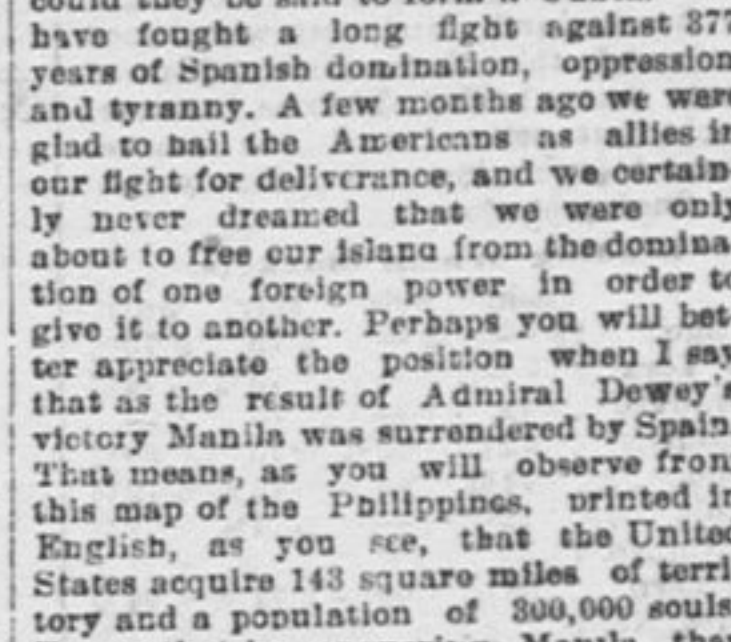 could they be said to form a
have fought a long fight against 377
years of Spanish domination, oppression
and tyranny. A few months ago we were
glad to hail the Americans as allies in
our fight for deliverance, and we certain-
ly never dreamed that we were only
about to free our island from the domina-
tion of one foreign power in order to
give it to another. Perhaps you will bet-
ter appreciate the position when I say
that as the result of Admiral Dewey's
victory Manila was surrendered by Spain.
That means, as you will observe from
this map of the Philippines, printed in
English, as you see, that the United
States acquire 143 square miles of terri-
tory and a population of 300,000 souls.